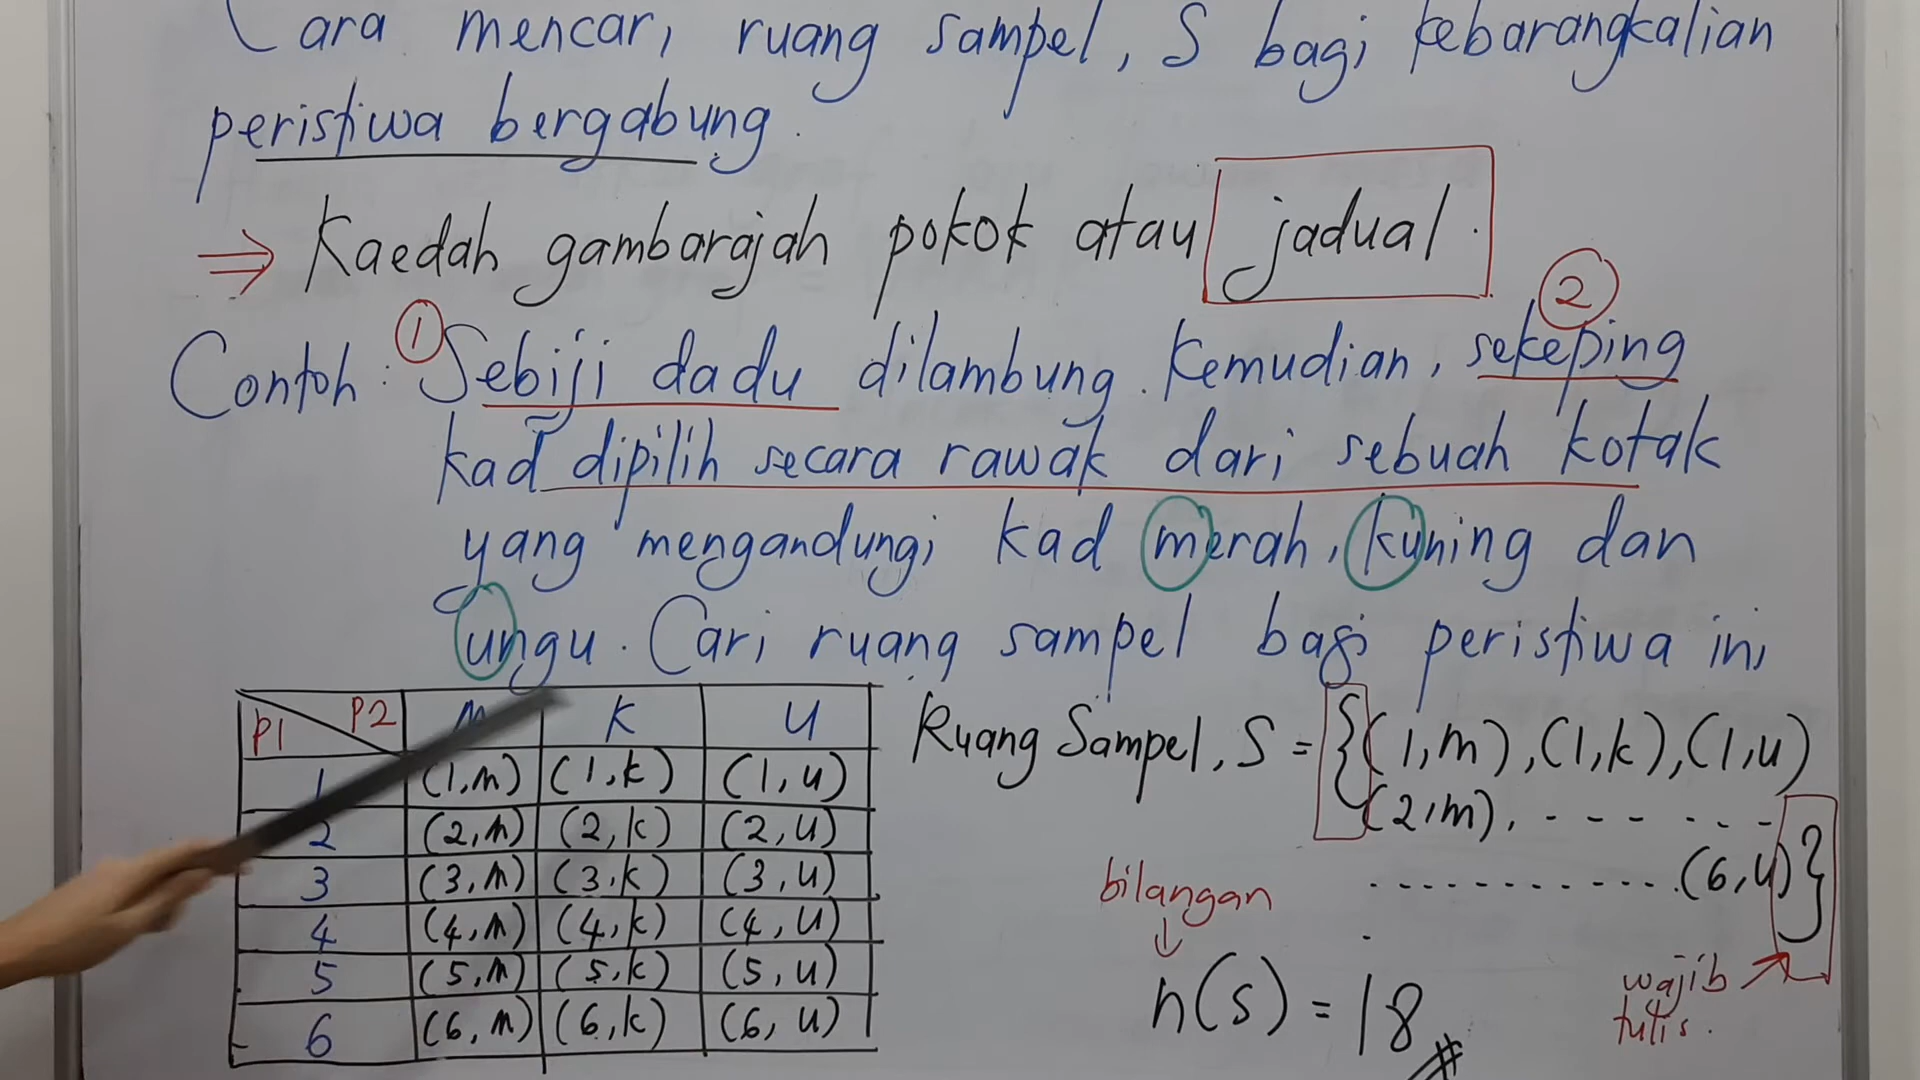 Cara mencari ruang sampel, S bagi kebarangkalian
peristiwa bergabung.
⇒ Kaedah gambarajah pokok atau jadual.
Contoh: ① Sebiji dadu dilambung. Kemudian, ② sekeping
kad dipilih secara rawak dari sebuah kotak
yang mengandungi kad merah, kuning dan
ungu. Cari ruang sampel bagi peristiwa ini
P1 P2 m k u
1 (1,m) (1,k) (1,u)
2 (2,m) (2,k) (2,u)
3 (3,m) (3,k) (3,u)
4 (4,m) (4,k) (4,u)
5 (5,m) (5,k) (5,u)
6 (6,m) (6,k) (6,u)
Ruang Sampel, S = {(1,m),(1,k),(1,u)
(2,m), - - - - - -
............(6,u)}
bilangan
↓
n(s) = 18
wajib
tulis.